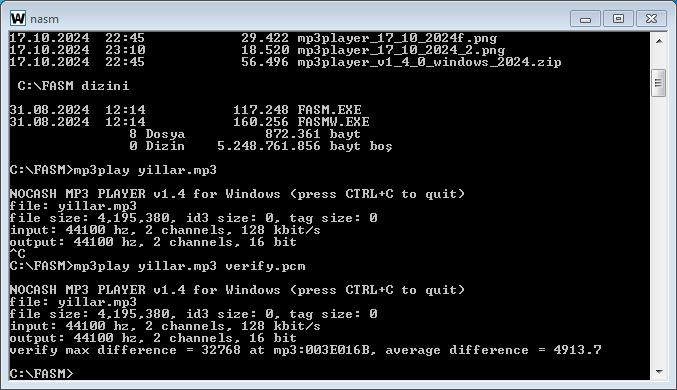 nasm
17.10.2024  22:45            29.422 mp3player_17_10_2024f.png
17.10.2024  23:10            18.520 mp3player_17_10_2024_2.png
17.10.2024  22:45            56.496 mp3player_v1_4_0_windows_2024.zip
C:\FASM dizini
31.08.2024  12:14           117.248 FASM.EXE
31.08.2024  12:14           160.256 FASMW.EXE
8 Dosya          872.361 bayt
0 Dizin    5.248.761.856 bayt boş
C:\FASM>mp3play yillar.mp3
NOCASH MP3 PLAYER v1.4 for Windows (press CTRL+C to quit)
file: yillar.mp3
file size: 4,195,380, id3 size: 0, tag size: 0
input: 44100 hz, 2 channels, 128 kbit/s
output: 44100 hz, 2 channels, 16 bit
^C
C:\FASM>mp3play yillar.mp3 verify.pcm
NOCASH MP3 PLAYER v1.4 for Windows (press CTRL+C to quit)
file: yillar.mp3
file size: 4,195,380, id3 size: 0, tag size: 0
input: 44100 hz, 2 channels, 128 kbit/s
output: 44100 hz, 2 channels, 16 bit
verify max difference = 32768 at mp3:003E016B, average difference = 4913.7
C:\FASM>